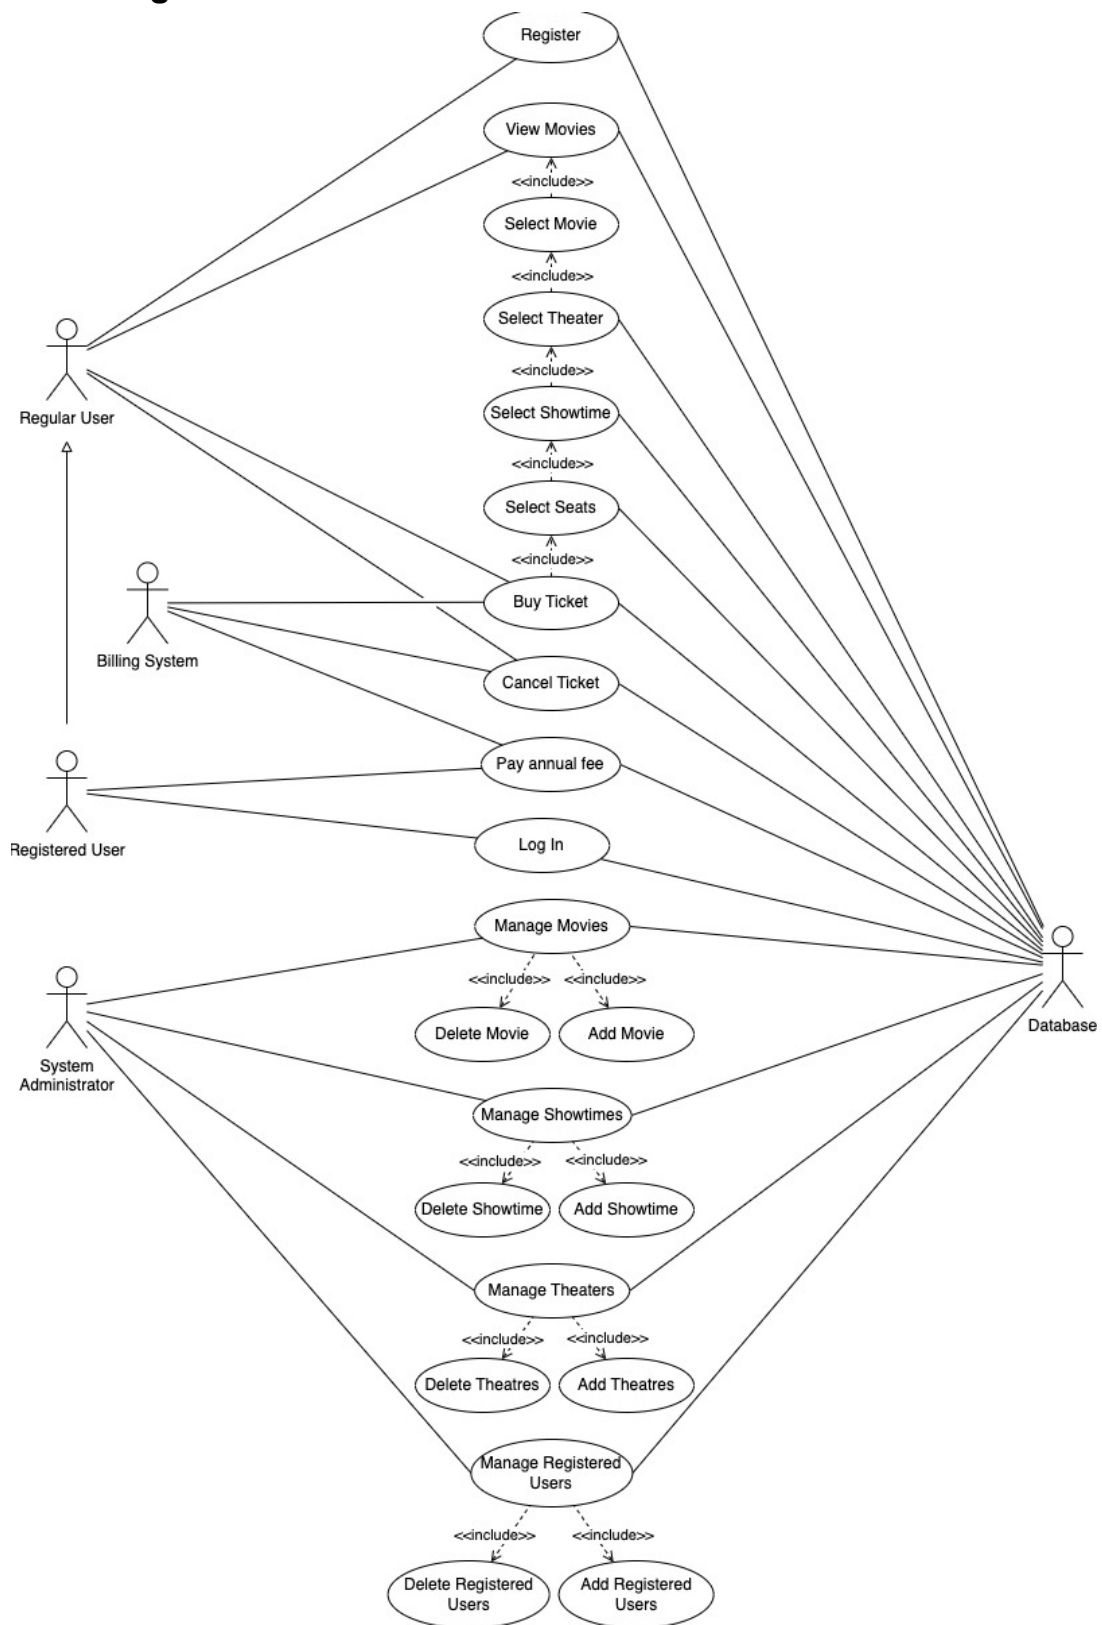 Register
View Movies
<<include>>
Select Movie
<<include>>
Select Theater
<<include>>
Select Showtime
<<include>>
Select Seats
<<include>>
Buy Ticket
Cancel Ticket
Pay annual fee
Log In
Regular User
Billing System
Registered User
Manage Movies
<<include>> <<include>>
Delete Movie Add Movie
System
Administrator
Database
Manage Showtimes
<<include>> <<include>>
Delete Showtime Add Showtime
Manage Theaters
<<include>> <<include>>
Delete Theatres Add Theatres
Manage Registered
Users
<<include>> <<include>>
Delete Registered
Users
Add Registered
Users